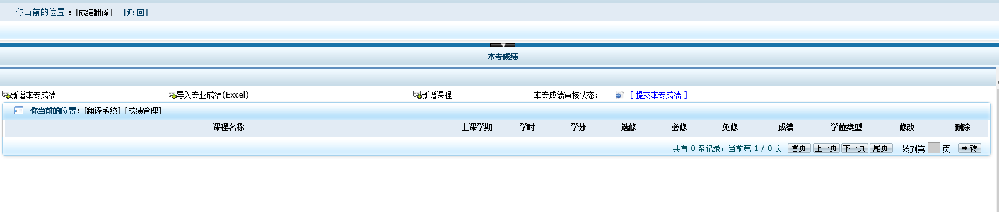 你当前的位置 : [成绩翻译] [返 回]
本专成绩
新增本专成绩 导入专业成绩(Excel) 新增课程 本专成绩审核状态: [ 提交本专成绩 ]
你当前的位置: [翻译系统]-[成绩管理]
课程名称 上课学期 学时 学分 选修 必修 免修 成绩 学位类型 修改 删除
共有 0 条记录，当前第 1 / 0 页 首页 上一页 下一页 尾页 转到第 页 转